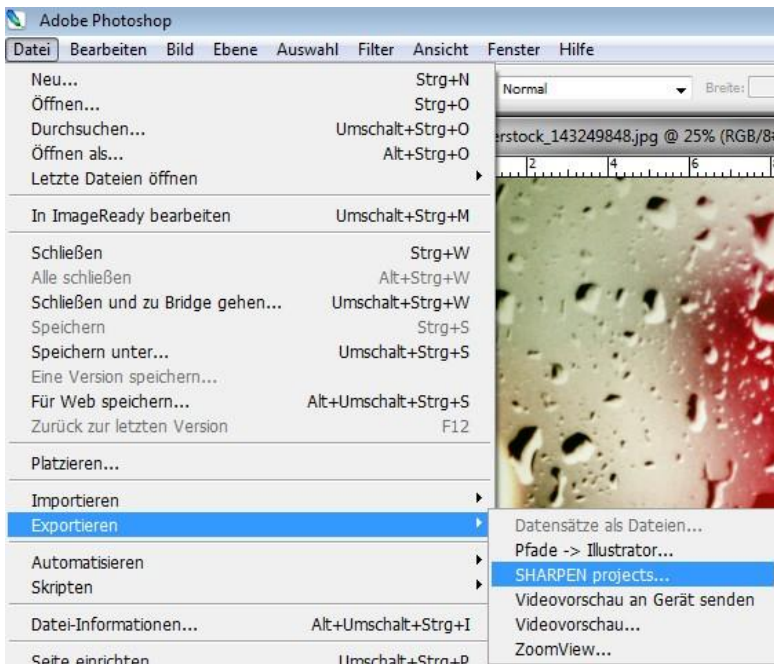 Adobe Photoshop
Datei Bearbeiten Bild Ebene Auswahl Filter Ansicht Fenster Hilfe
Neu... Strg+N
Öffnen... Strg+O
Durchsuchen... Umschalt+Strg+O
Öffnen als... Alt+Strg+O
Letzte Dateien öffnen
In ImageReady bearbeiten Umschalt+Strg+M
Schließen Strg+W
Alle schließen Alt+Strg+W
Schließen und zu Bridge gehen... Umschalt+Strg+W
Speichern Strg+S
Speichern unter... Umschalt+Strg+S
Eine Version speichern...
Für Web speichern... Alt+Umschalt+Strg+S
Zurück zur letzten Version F12
Platzieren...
Importieren
Exportieren
Automatisieren
Skripten
Datei-Informationen... Alt+Umschalt+Strg+I
Seite einrichten Umschalt+Strg+P
Normal Breite:
erstock_143249848.jpg @ 25% (RGB/8#
2 4 6
Datensätze als Dateien...
Pfade -> Illustrator...
SHARPEN projects...
Videovorschau an Gerät senden
Videovorschau...
ZoomView...